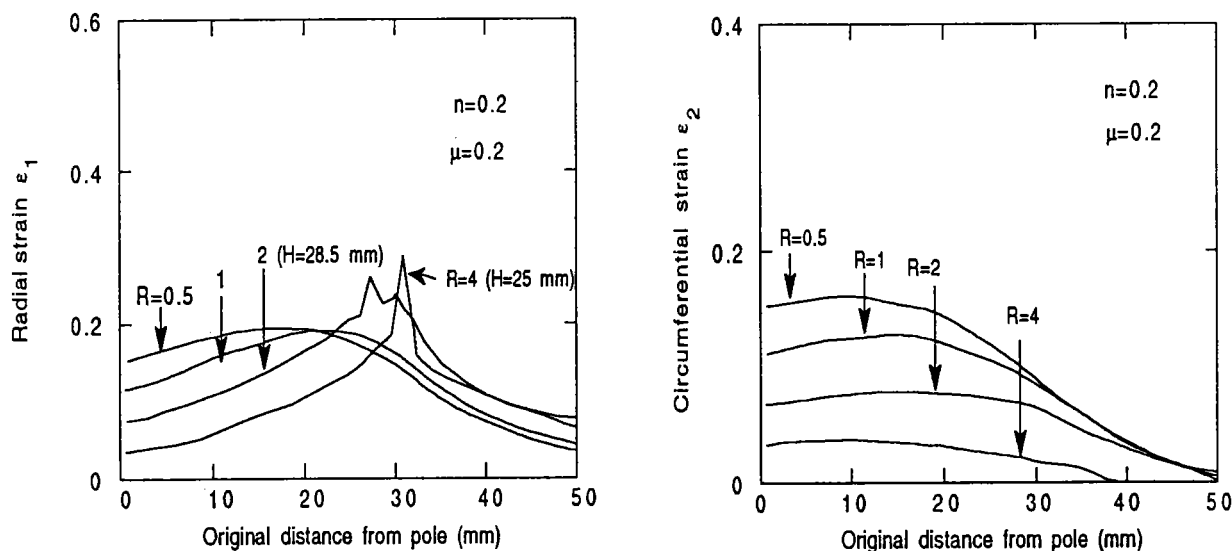 Radial strain ε1
0.6
0.4
0.2
0
n=0.2
μ=0.2
2 (H=28.5 mm)
1
R=0.5
R=4 (H=25 mm)
0 10 20 30 40 50
Original distance from pole (mm)
Circumferential strain ε2
0.4
0.2
0
n=0.2
μ=0.2
R=0.5
R=1
R=2
R=4
0 10 20 30 40 50
Original distance from pole (mm)